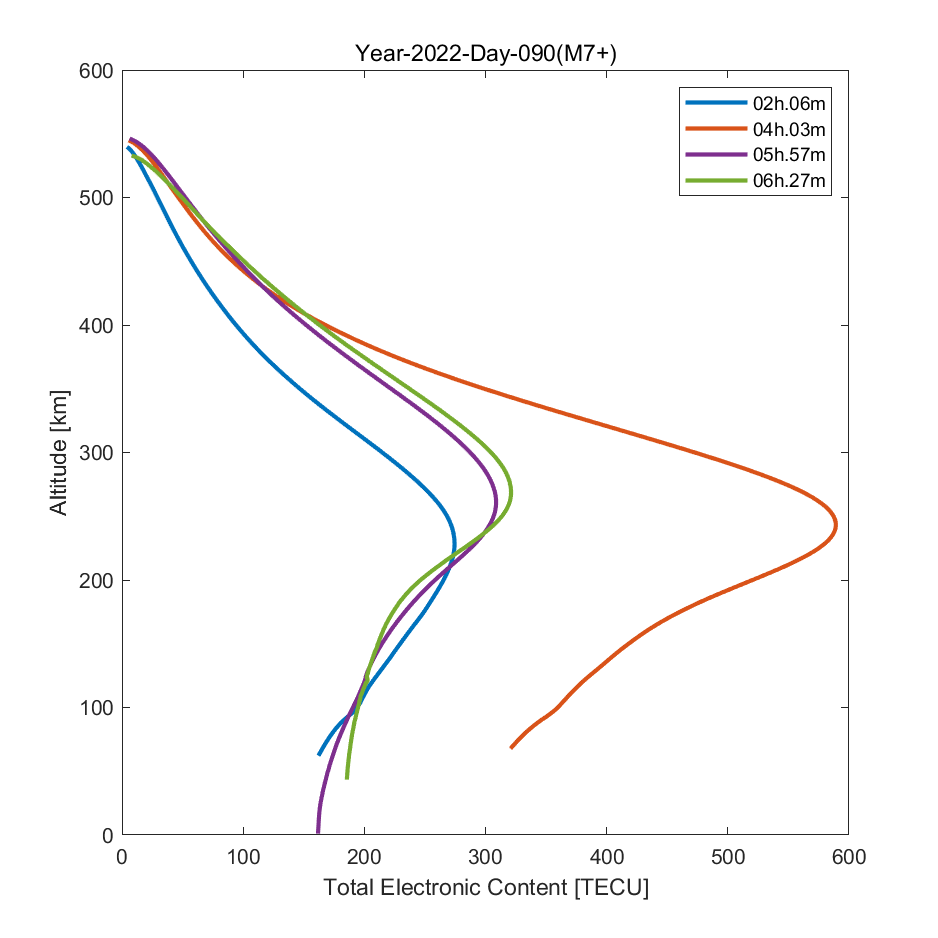 Year-2022-Day-090(M7+)
600
500
400
300
200
100
0
Altitude [km]
02h.06m
04h.03m
05h.57m
06h.27m
0 100 200 300 400 500 600
Total Electronic Content [TECU]